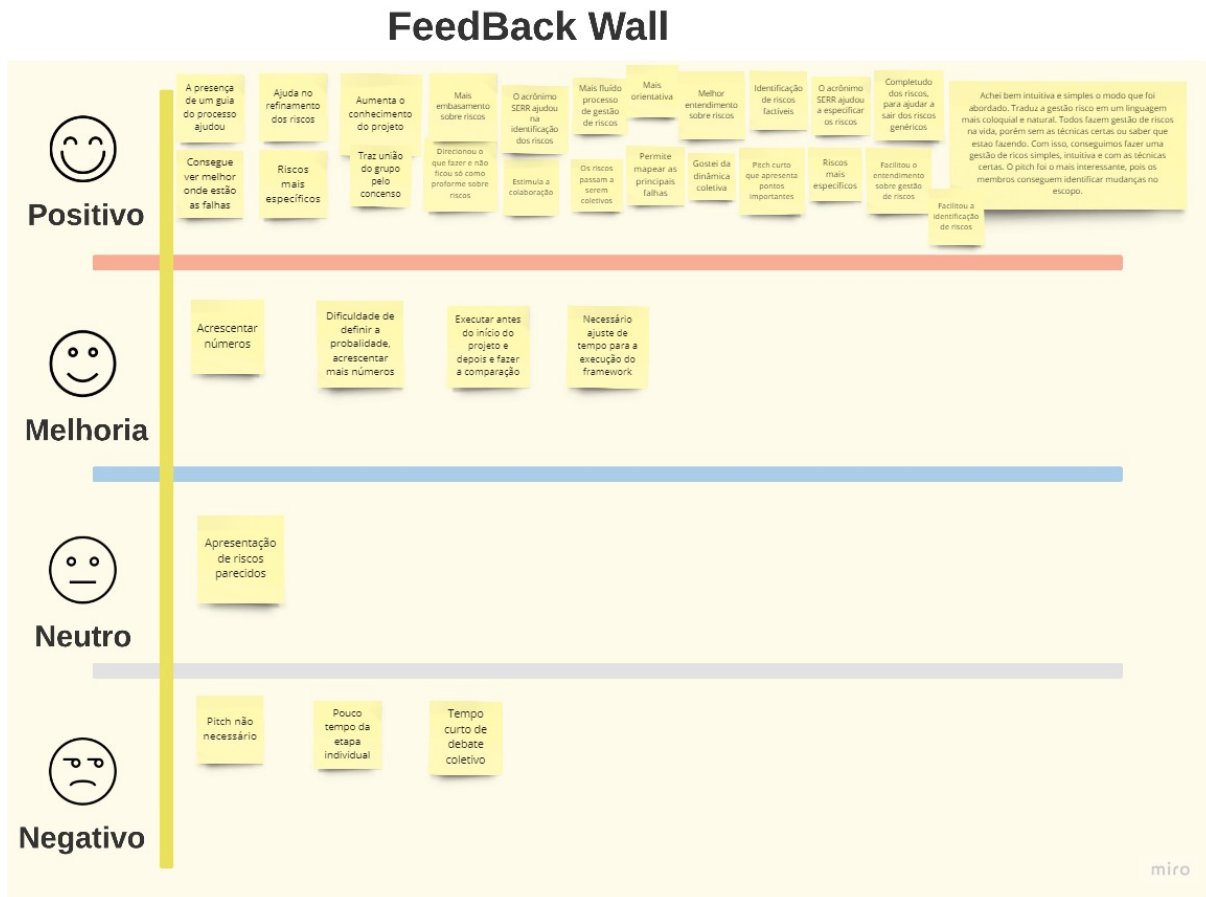 FeedBack Wall
Positivo
A presença
de um guia
do processo
ajudou
Ajuda no
refinamento
dos riscos
Aumenta o
conhecimento
do projeto
Mais
embasamento
sobre riscos
O acrônimo
SERR ajudou
na
identificação
dos riscos
Mais fluído
processo
de gestão
de riscos
Mais
orientativa
Melhor
entendimento
sobre riscos
Identificação
de riscos
factíveis
O acrônimo
SERR ajudou
a especificar
os riscos
Completudo
dos riscos,
para ajudar a
sair dos riscos
genéricos
Achei bem intuitiva e simples o modo que foi
abordado. Traduz a gestão risco em um linguagem
mais coloquial e natural. Todos fazem gestão de riscos
na vida, porém sem as técnicas certas ou saber que
estao fazendo. Com isso, conseguimos fazer uma
gestão de ricos simples, intuitiva e com as técnicas
certas. O pitch foi o mais interessante, pois os
membros conseguem identificar mudanças no
escopo.
Consegue
ver melhor
onde estão
as falhas
Riscos
mais
específicos
Traz união
do grupo
pelo
concenso
Direcionou o
que fazer e não
ficou só como
proforme sobre
riscos
Estimula a
colaboração
Os riscos
passam a
serem
coletivos
Permite
mapear as
principais
falhas
Gostei da
dinâmica
coletiva
Pitch curto
que apresenta
pontos
importantes
Riscos
mais
específicos
Facilitou o
entendimento
sobre gestão
de riscos
Facilitou a
identificação
de riscos
Melhoria
Acrescentar
números
Dificuldade de
definir a
probalidade,
acrescentar
mais números
Executar antes
do início do
projeto e
depois e fazer
a comparação
Necessário
ajuste de
tempo para a
execução do
framework
Neutro
Apresentação
de riscos
parecidos
Negativo
Pitch não
necessário
Pouco
tempo da
etapa
individual
Tempo
curto de
debate
coletivo
miro